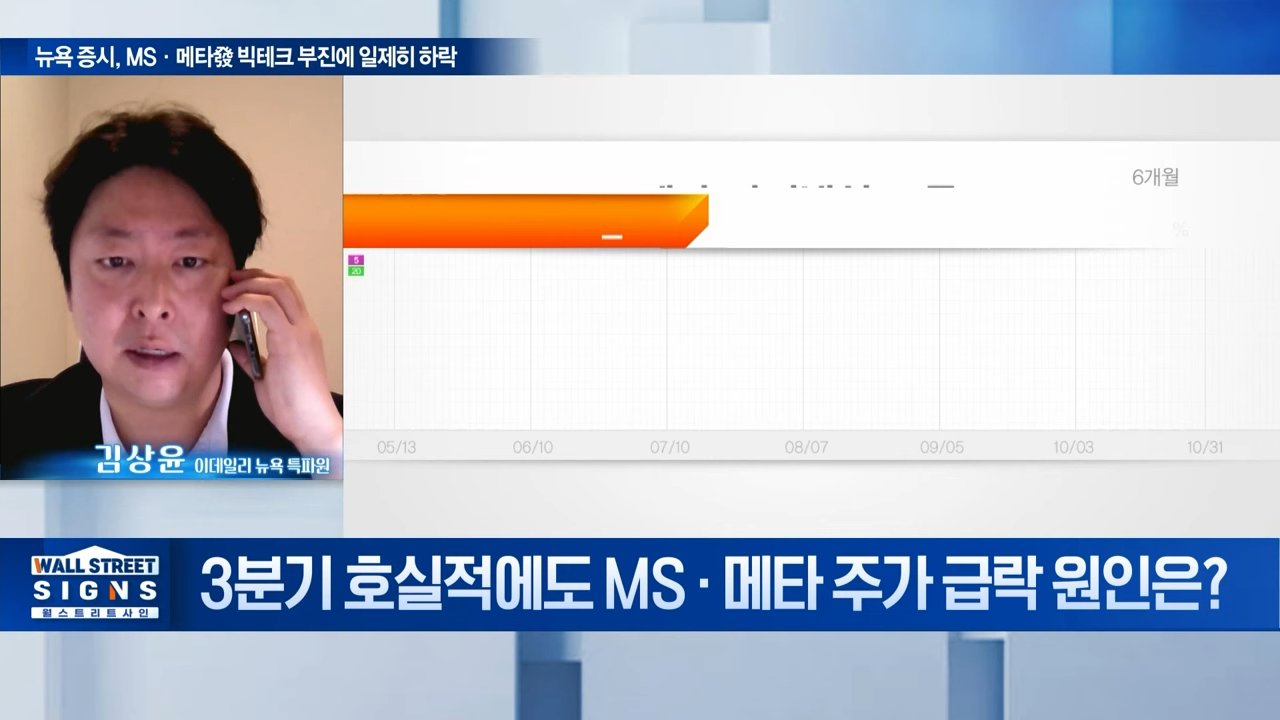 뉴욕 증시, MS · 메타發 빅테크 부진에 일제히 하락
6개월
%
5
20
05/13 06/10 07/10 08/07 09/05 10/03 10/31
김상윤 이데일리 뉴욕 특파원
WALL STREET
SIGNS
월스트리트사인
3분기 호실적에도 MS · 메타 주가 급락 원인은?